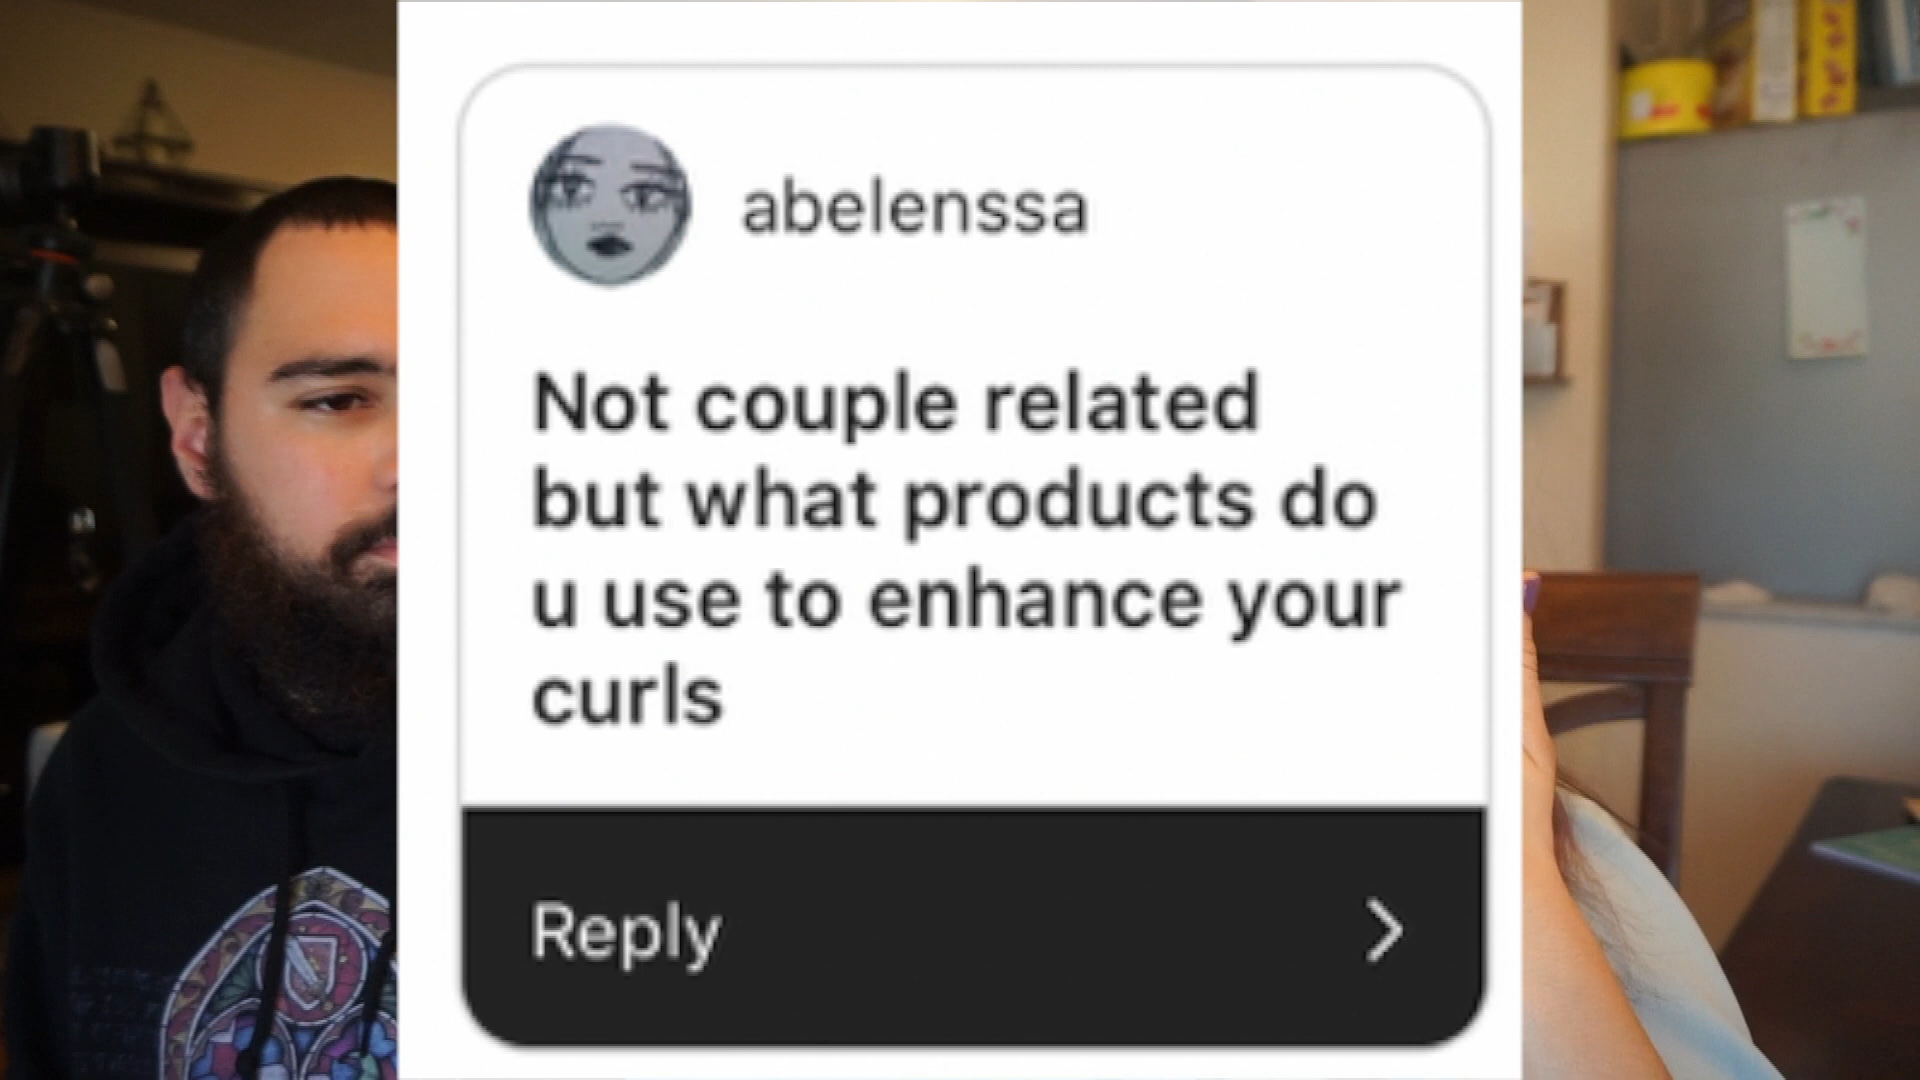 abelenssa
Not couple related
but what products do
u use to enhance your
curls
Reply